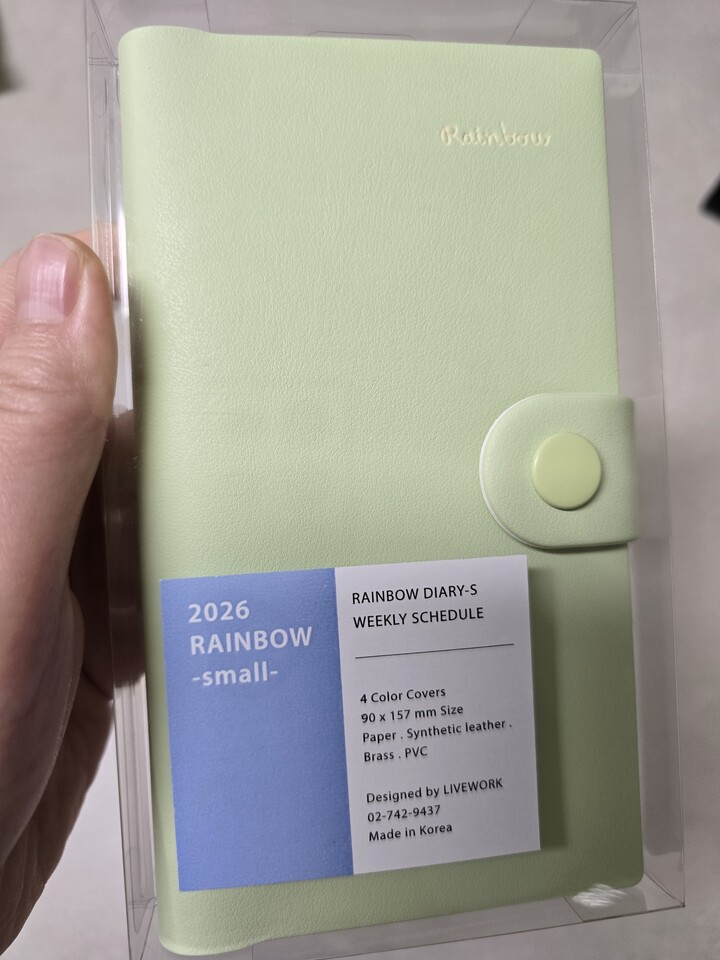 Rainbow
2026
RAINBOW
-small-
RAINBOW DIARY-S
WEEKLY SCHEDULE
4 Color Covers
90 x 157 mm Size
Paper . Synthetic leather .
Brass . PVC
Designed by LIVEWORK
02-742-9437
Made in Korea